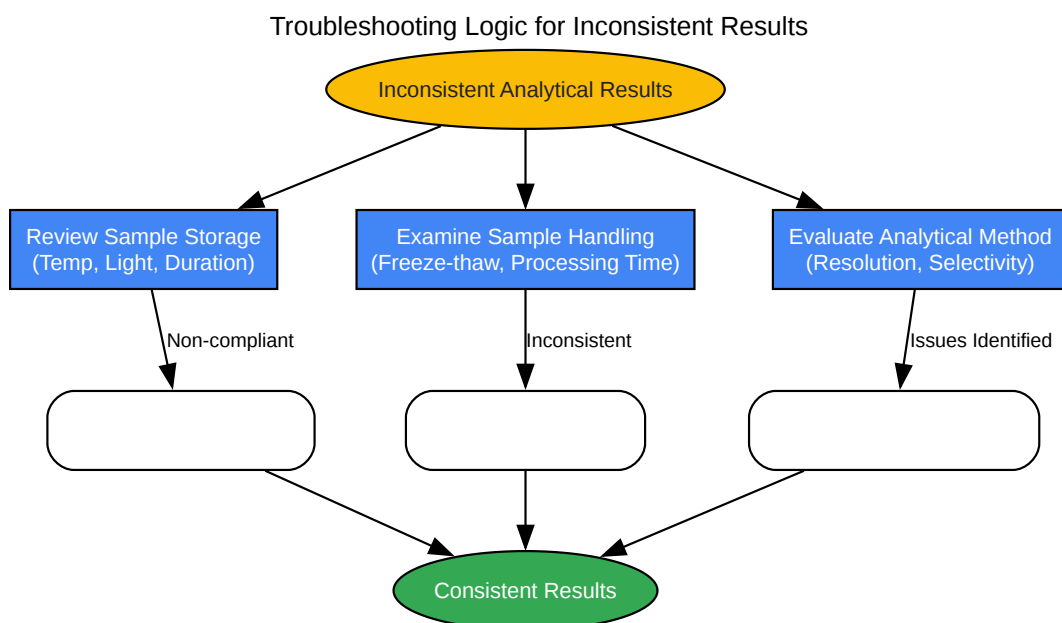 Troubleshooting Logic for Inconsistent Results
Inconsistent Analytical Results
Review Sample Storage
(Temp, Light, Duration)
Examine Sample Handling
(Freeze-thaw, Processing Time)
Evaluate Analytical Method
(Resolution, Selectivity)
Non-compliant
Inconsistent
Issues Identified
Consistent Results